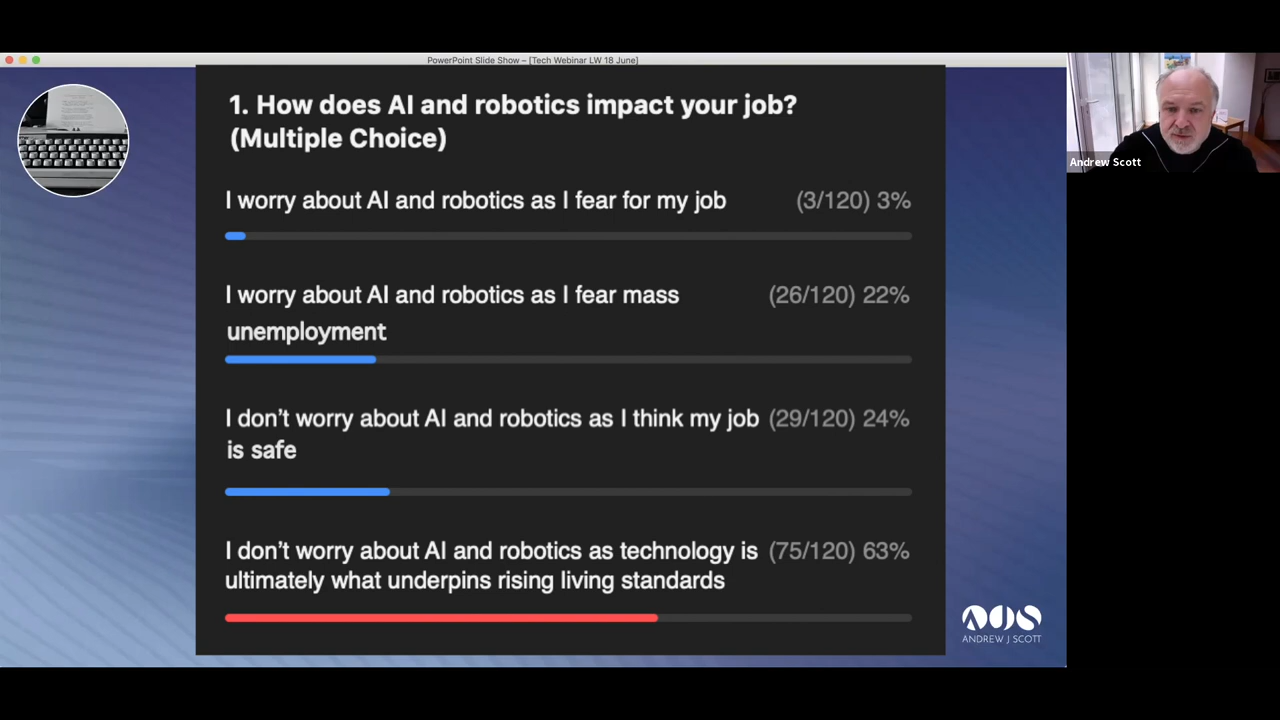 PowerPoint Slide Show – [Tech Webinar LW 18 June]
1. How does AI and robotics impact your job?
(Multiple Choice)
I worry about AI and robotics as I fear for my job (3/120) 3%
I worry about AI and robotics as I fear mass (26/120) 22%
unemployment
I don’t worry about AI and robotics as I think my job (29/120) 24%
is safe
I don’t worry about AI and robotics as technology is (75/120) 63%
ultimately what underpins rising living standards
AJS
ANDREW J SCOTT
Andrew Scott